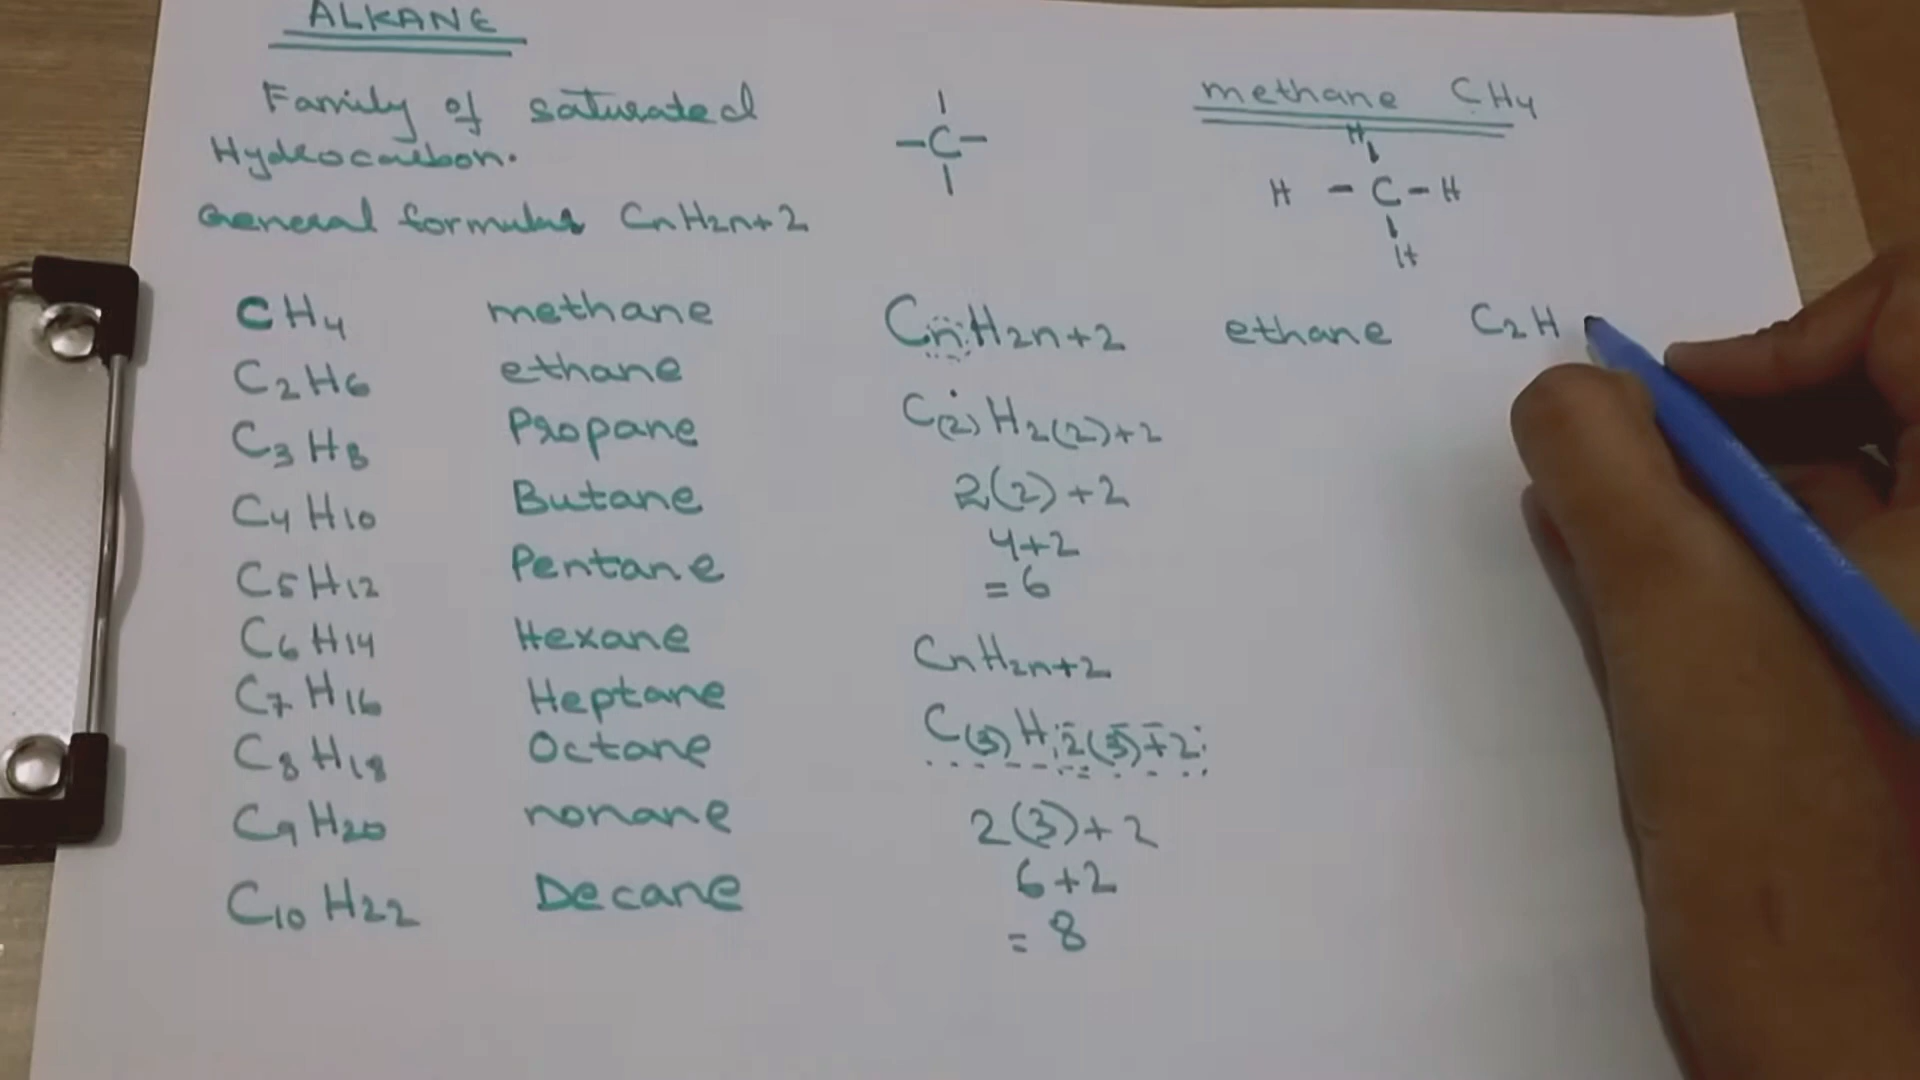 ALKANE
Family of saturated
Hydrocarbon.
General formula CnH2n+2
CH4 methane
C2H6 ethane
C3H8 Propane
C4H10 Butane
C5H12 Pentane
C6H14 Hexane
C7H16 Heptane
C8H18 Octane
C9H20 nonane
C10H22 Decane
-C-
CnH2n+2
C(2)H2(2)+2
2(2)+2
4+2
=6
CnH2n+2
C(3)H2(3)+2
2(3)+2
6+2
=8
methane CH4
H
H -C-H
H
ethane C2H